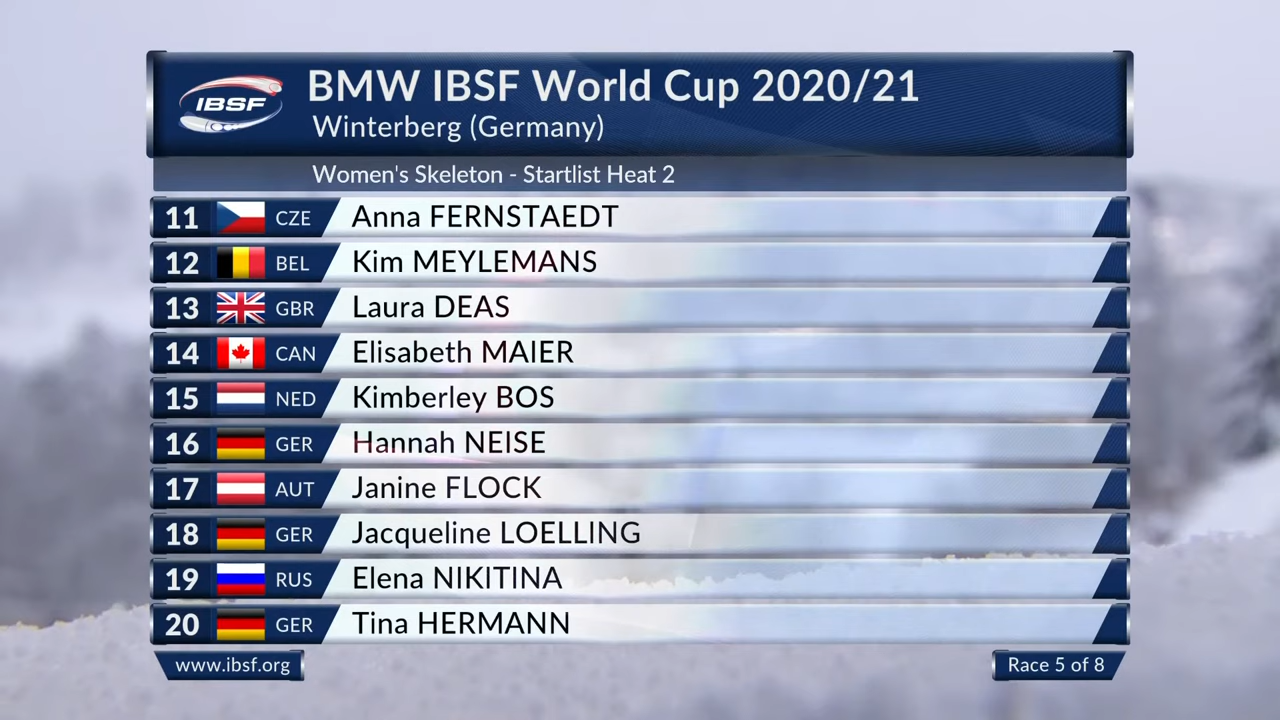 IBSF
BMW IBSF World Cup 2020/21
Winterberg (Germany)
Women's Skeleton - Startlist Heat 2
11 CZE Anna FERNSTAEDT
12 BEL Kim MEYLEMANS
13 GBR Laura DEAS
14 CAN Elisabeth MAIER
15 NED Kimberley BOS
16 GER Hannah NEISE
17 AUT Janine FLOCK
18 GER Jacqueline LOELLING
19 RUS Elena NIKITINA
20 GER Tina HERMANN
www.ibsf.org
Race 5 of 8